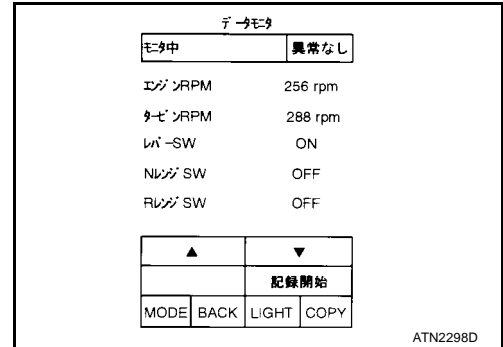 データモニタ
モニタ中 異常なし
エンジンRPM 256 rpm
タービンRPM 288 rpm
レバーSW ON
NレンジSW OFF
RレンジSW OFF
▲ ▼
記録開始
MODE BACK LIGHT COPY
ATN2298D